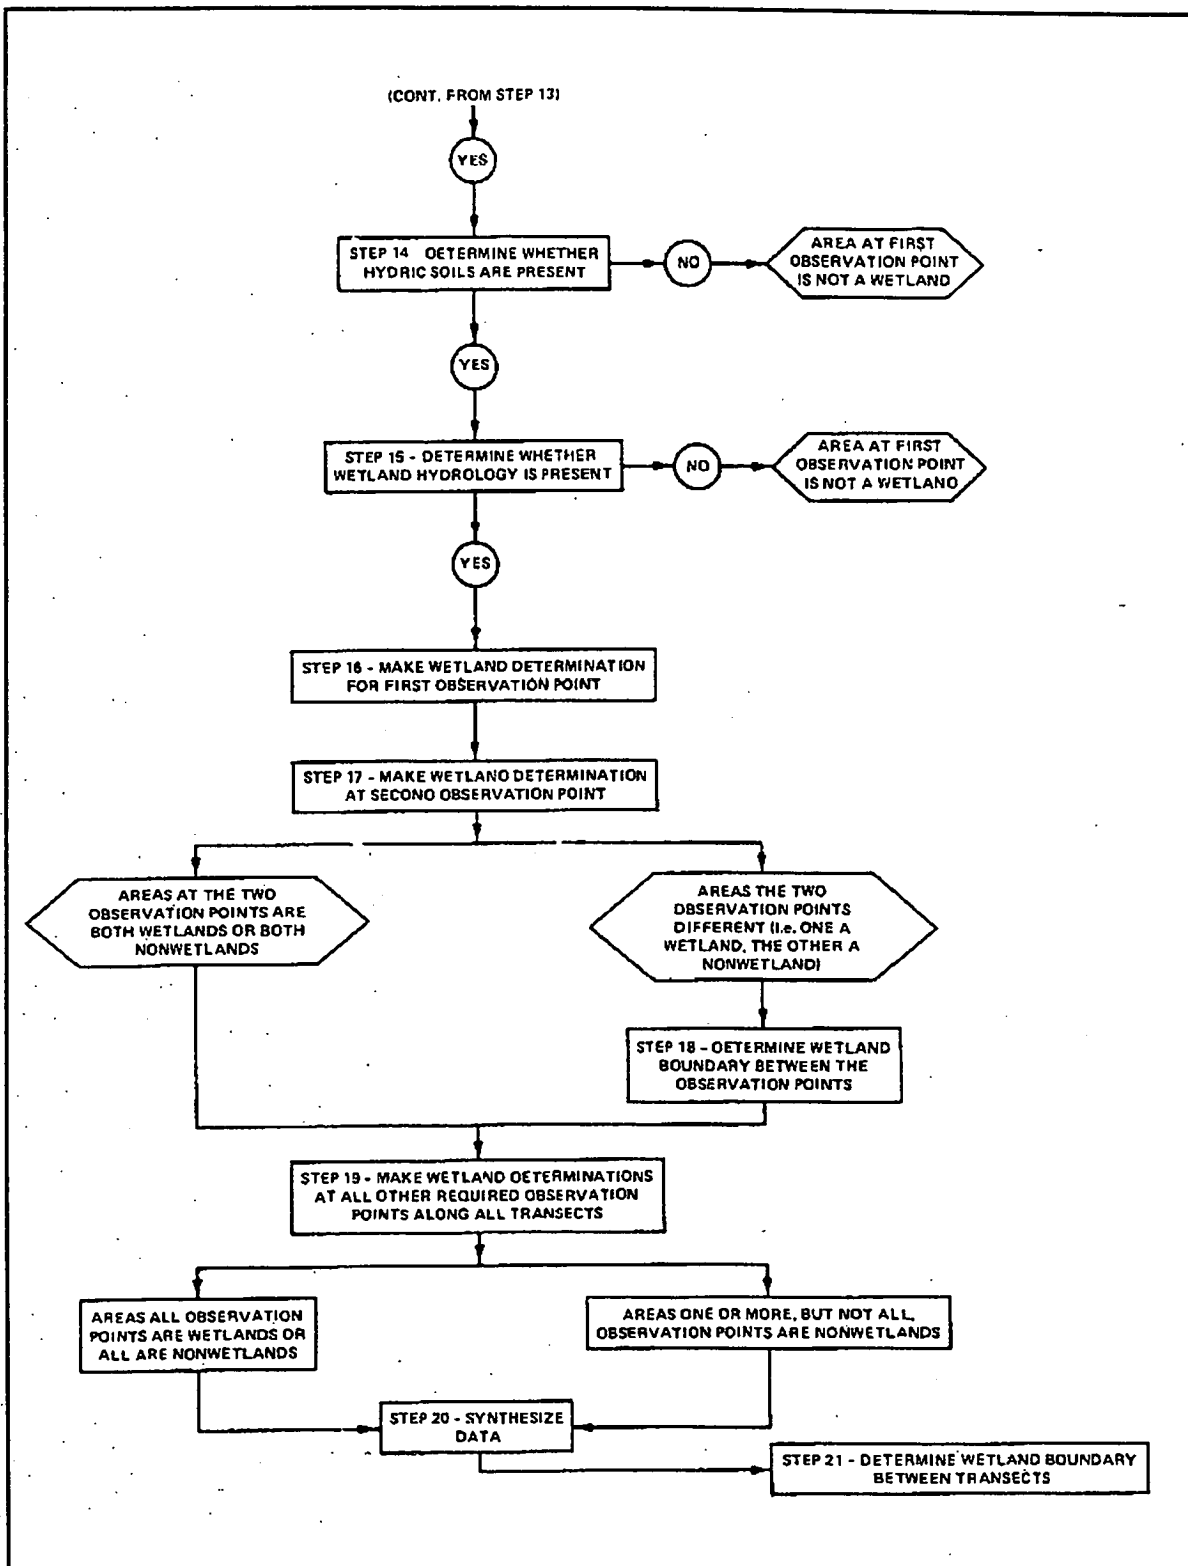 (CONT. FROM STEP 13)
YES
STEP 14 DETERMINE WHETHER
HYDRIC SOILS ARE PRESENT
NO
AREA AT FIRST
OBSERVATION POINT
IS NOT A WETLAND
YES
STEP 15 - DETERMINE WHETHER
WETLAND HYDROLOGY IS PRESENT
NO
AREA AT FIRST
OBSERVATION POINT
IS NOT A WETLAND
YES
STEP 16 - MAKE WETLAND DETERMINATION
FOR FIRST OBSERVATION POINT
STEP 17 - MAKE WETLAND DETERMINATION
AT SECOND OBSERVATION POINT
AREAS AT THE TWO
OBSERVATION POINTS ARE
BOTH WETLANDS OR BOTH
NONWETLANDS
AREAS THE TWO
OBSERVATION POINTS
DIFFERENT (i.e. ONE A
WETLAND, THE OTHER A
NONWETLAND)
STEP 18 - DETERMINE WETLAND
BOUNDARY BETWEEN THE
OBSERVATION POINTS
STEP 19 - MAKE WETLAND DETERMINATIONS
AT ALL OTHER REQUIRED OBSERVATION
POINTS ALONG ALL TRANSECTS
AREAS ALL OBSERVATION
POINTS ARE WETLANDS OR
ALL ARE NONWETLANDS
AREAS ONE OR MORE, BUT NOT ALL,
OBSERVATION POINTS ARE NONWETLANDS
STEP 20 - SYNTHESIZE
DATA
STEP 21 - DETERMINE WETLAND BOUNDARY
BETWEEN TRANSECTS